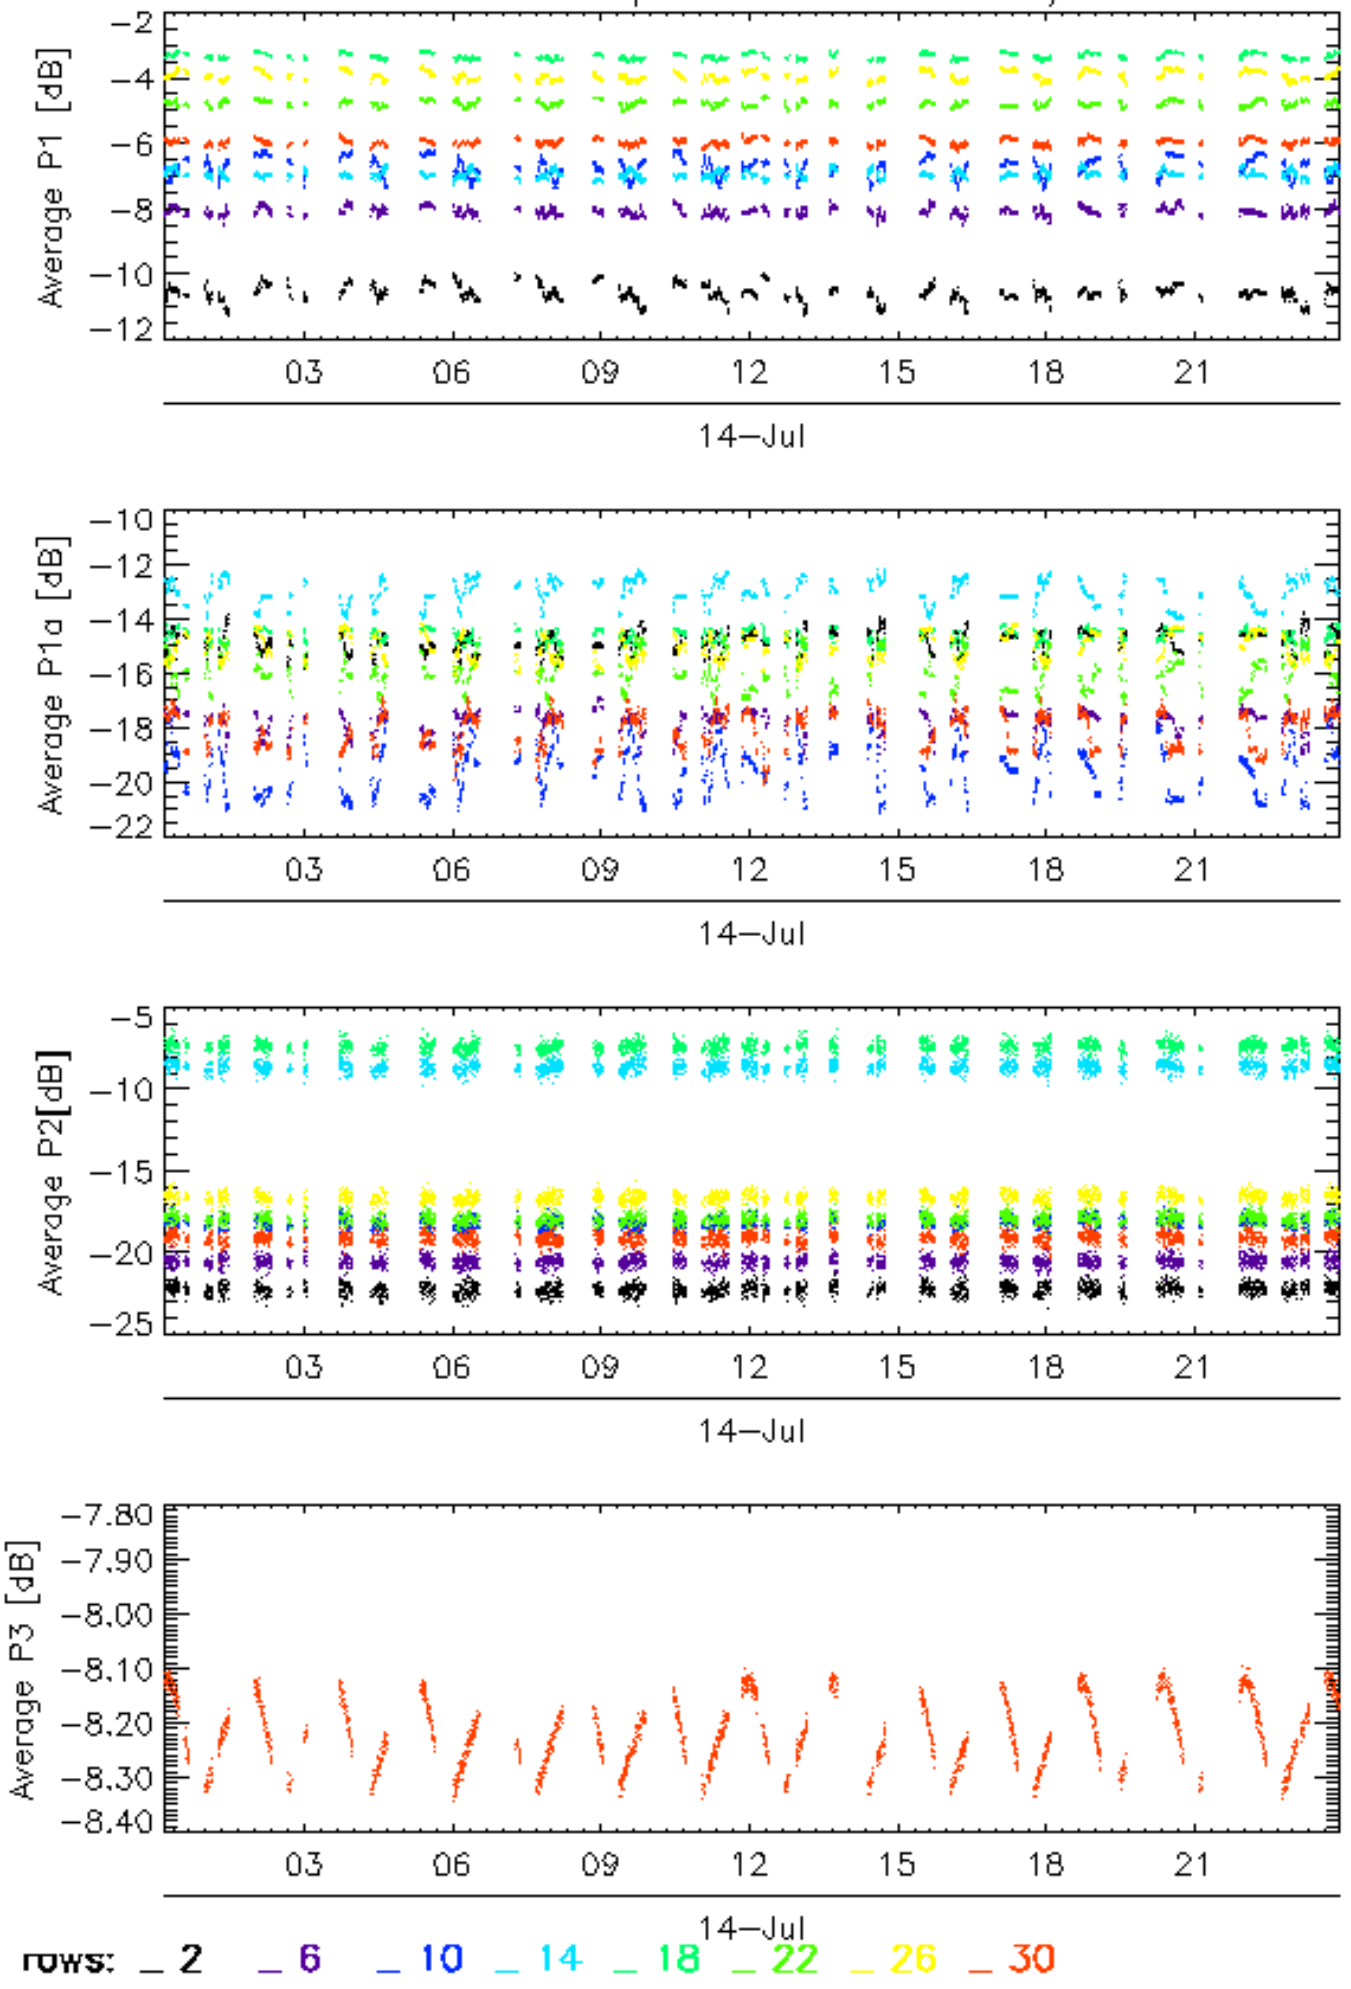 −2
−4
−6
−8
−10
−12
Average P1 [dB]
03 06 09 12 15 18 21
14−Jul
−10
−12
−14
−16
−18
−20
−22
Average P1a [dB]
03 06 09 12 15 18 21
14−Jul
−5
−10
−15
−20
−25
Average P2[dB]
03 06 09 12 15 18 21
14−Jul
−7.80
−7.90
−8.00
−8.10
−8.20
−8.30
−8.40
Average P3 [dB]
03 06 09 12 15 18 21
14−Jul
rows: _ 2 _ 6 _ 10 _ 14 _ 18 _ 22 _ 26 _ 30